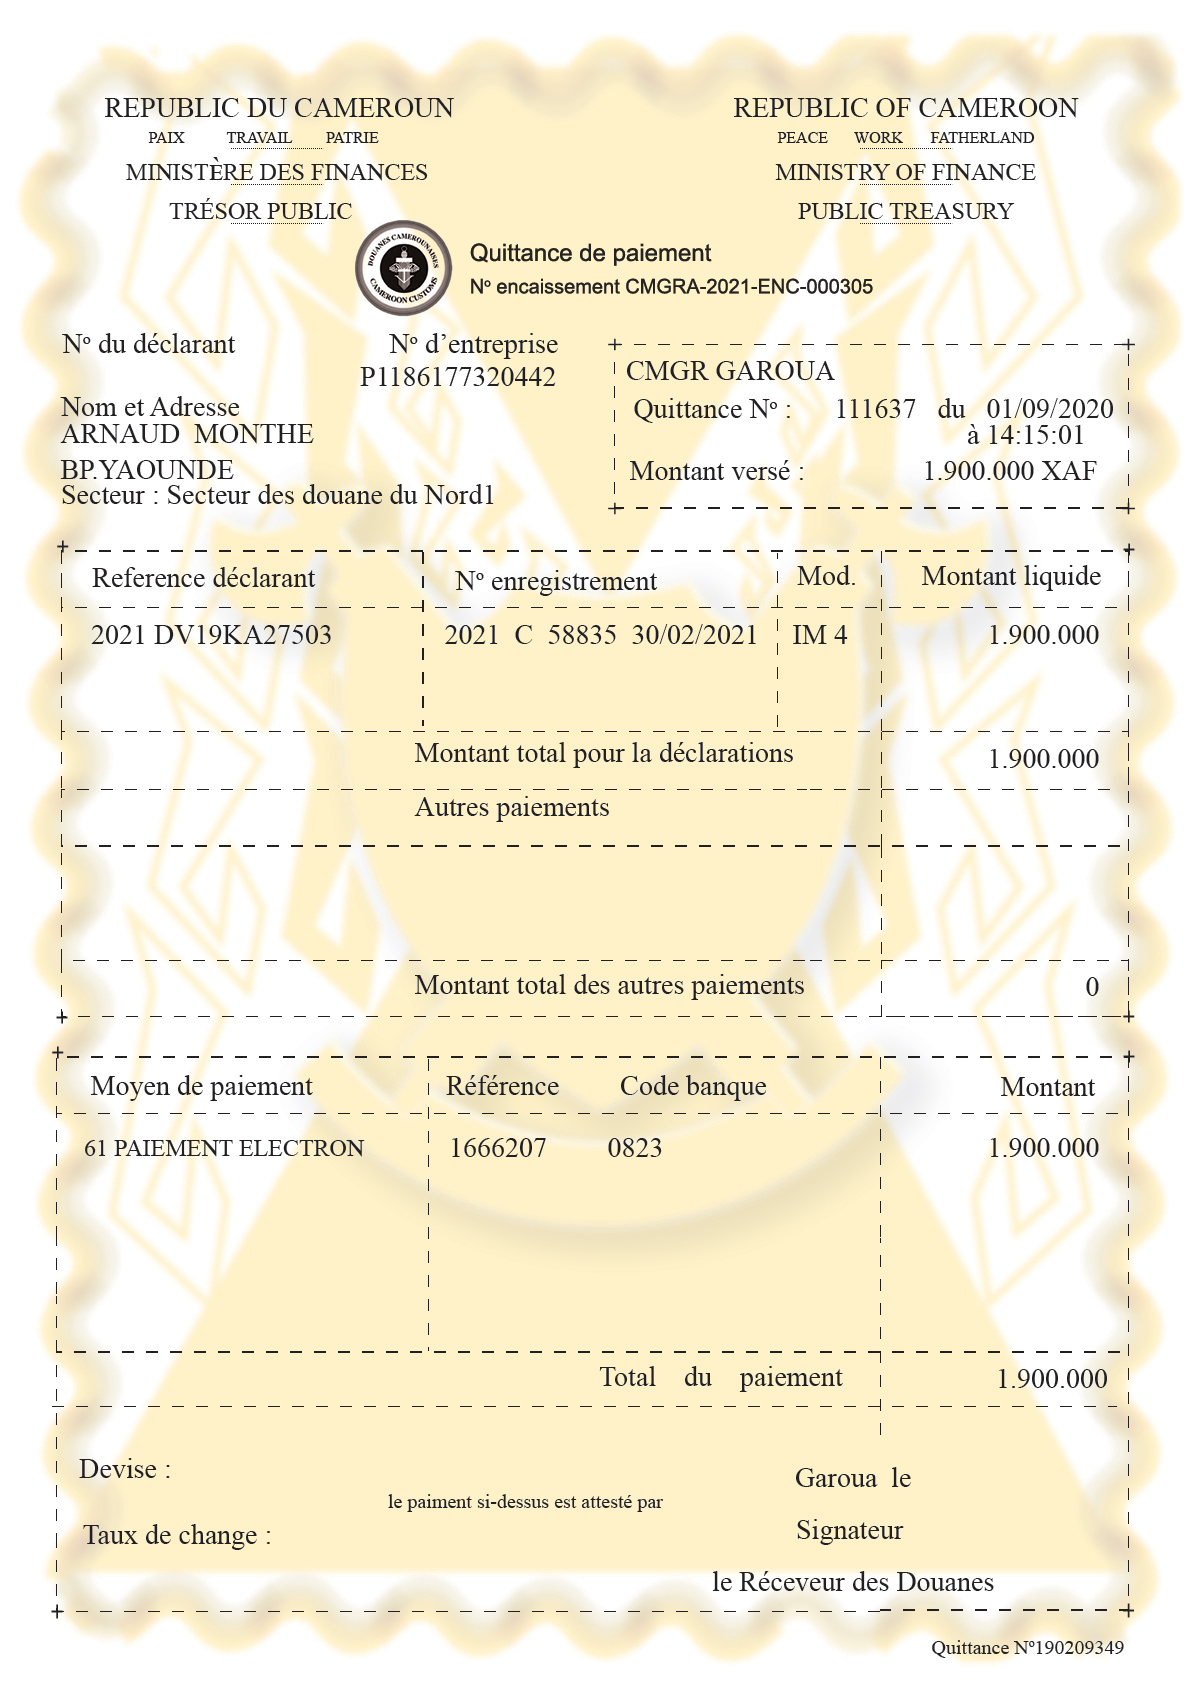 REPUBLIC DU CAMEROUN
PAIX TRAVAIL PATRIE
MINISTÈRE DES FINANCES
TRÉSOR PUBLIC
REPUBLIC OF CAMEROON
PEACE WORK FATHERLAND
MINISTRY OF FINANCE
PUBLIC TREASURY
DOUANES CAMEROUNAISES
CAMEROON CUSTOMS
Quittance de paiement
Nº encaissement CMGRA-2021-ENC-000305
Nº du déclarant Nº d’entreprise
P1186177320442
Nom et Adresse
ARNAUD MONTHE
BP.YAOUNDE
Secteur : Secteur des douane du Nord1
CMGR GAROUA
Quittance Nº : 111637 du 01/09/2020
à 14:15:01
Montant versé : 1.900.000 XAF
Reference déclarant Nº enregistrement Mod. Montant liquide
2021 DV19KA27503 2021 C 58835 30/02/2021 IM 4 1.900.000
Montant total pour la déclarations 1.900.000
Autres paiements
Montant total des autres paiements 0
Moyen de paiement Référence Code banque Montant
61 PAIEMENT ELECTRON 1666207 0823 1.900.000
Total du paiement 1.900.000
Devise :
Garoua le
le paiment si-dessus est attesté par
Taux de change :
Signateur
le Réceveur des Douanes
Quittance Nº190209349